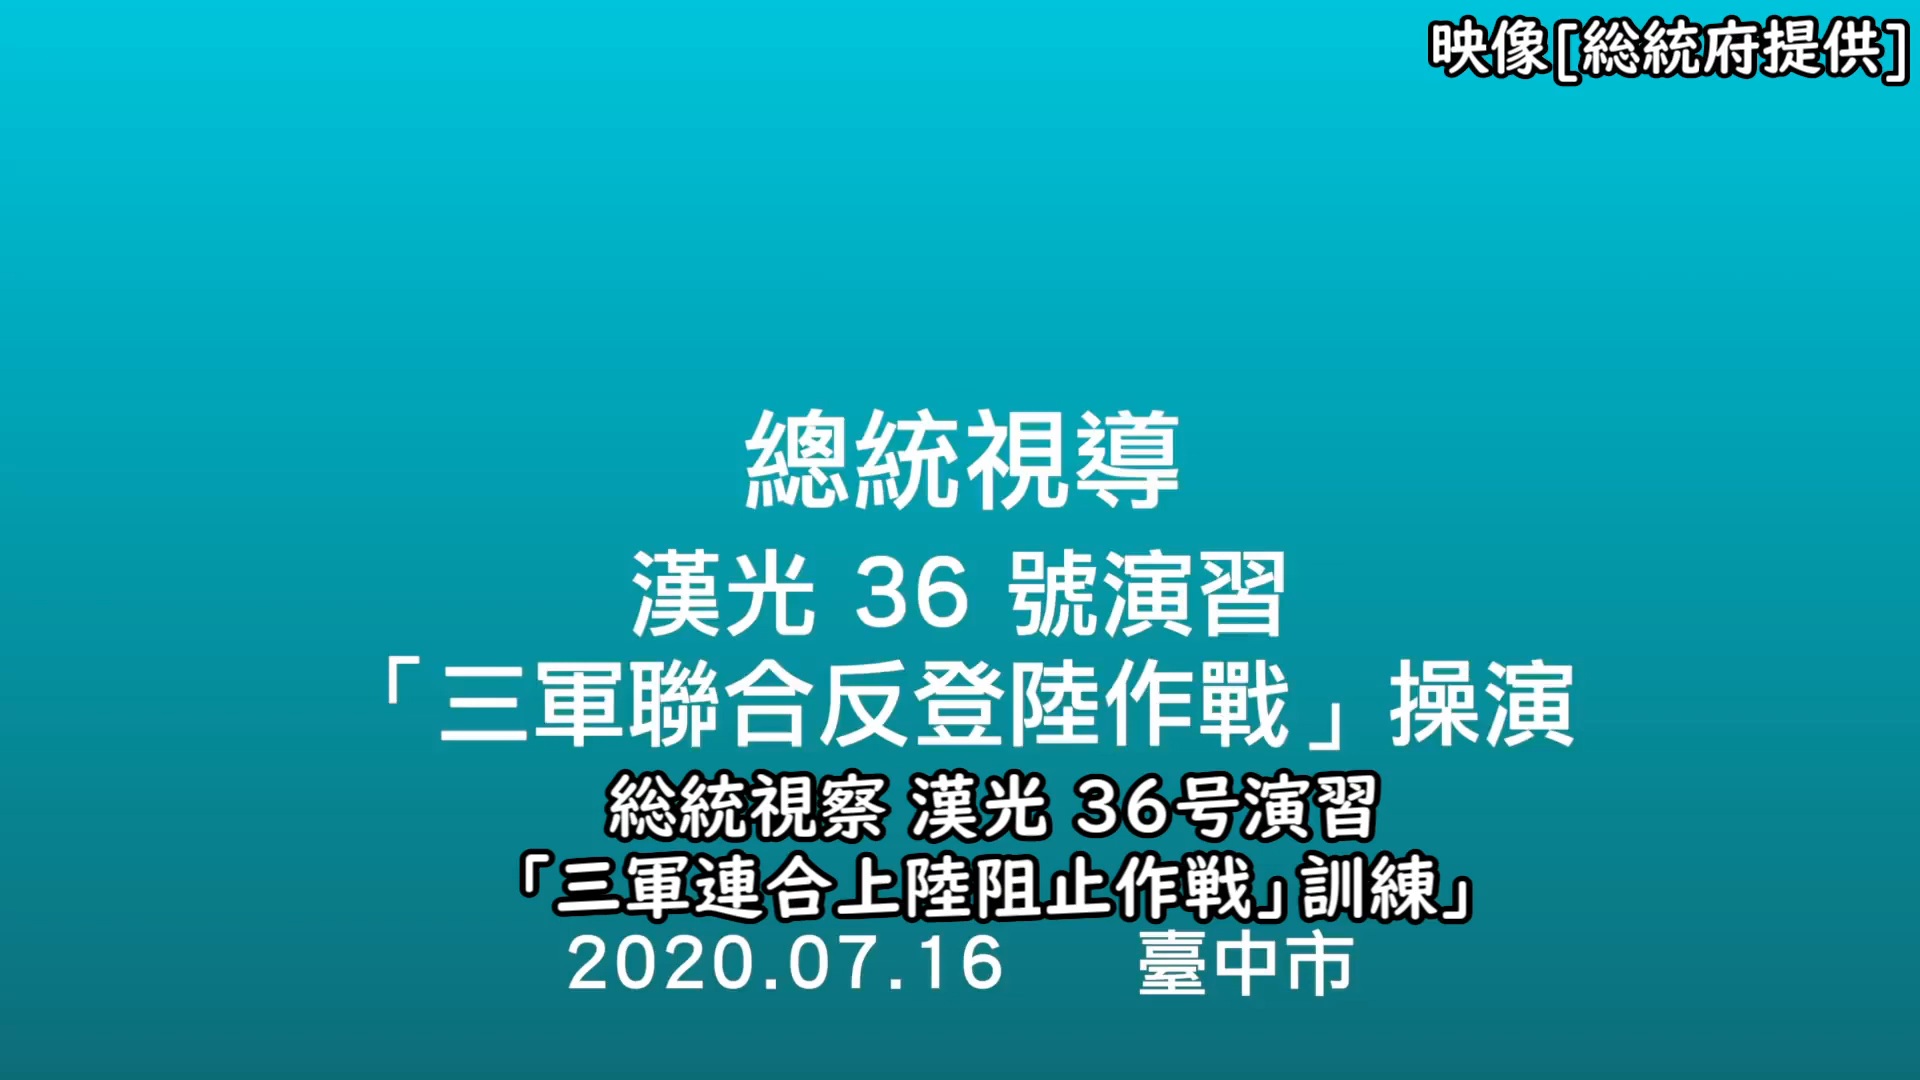 映像[総統府提供]
總統視導
漢光 36 號演習
「三軍聯合反登陸作戰」操演
総統視察 漢光 36号演習
「三軍連合上陸阻止作戦」訓練」
2020.07.16 臺中市